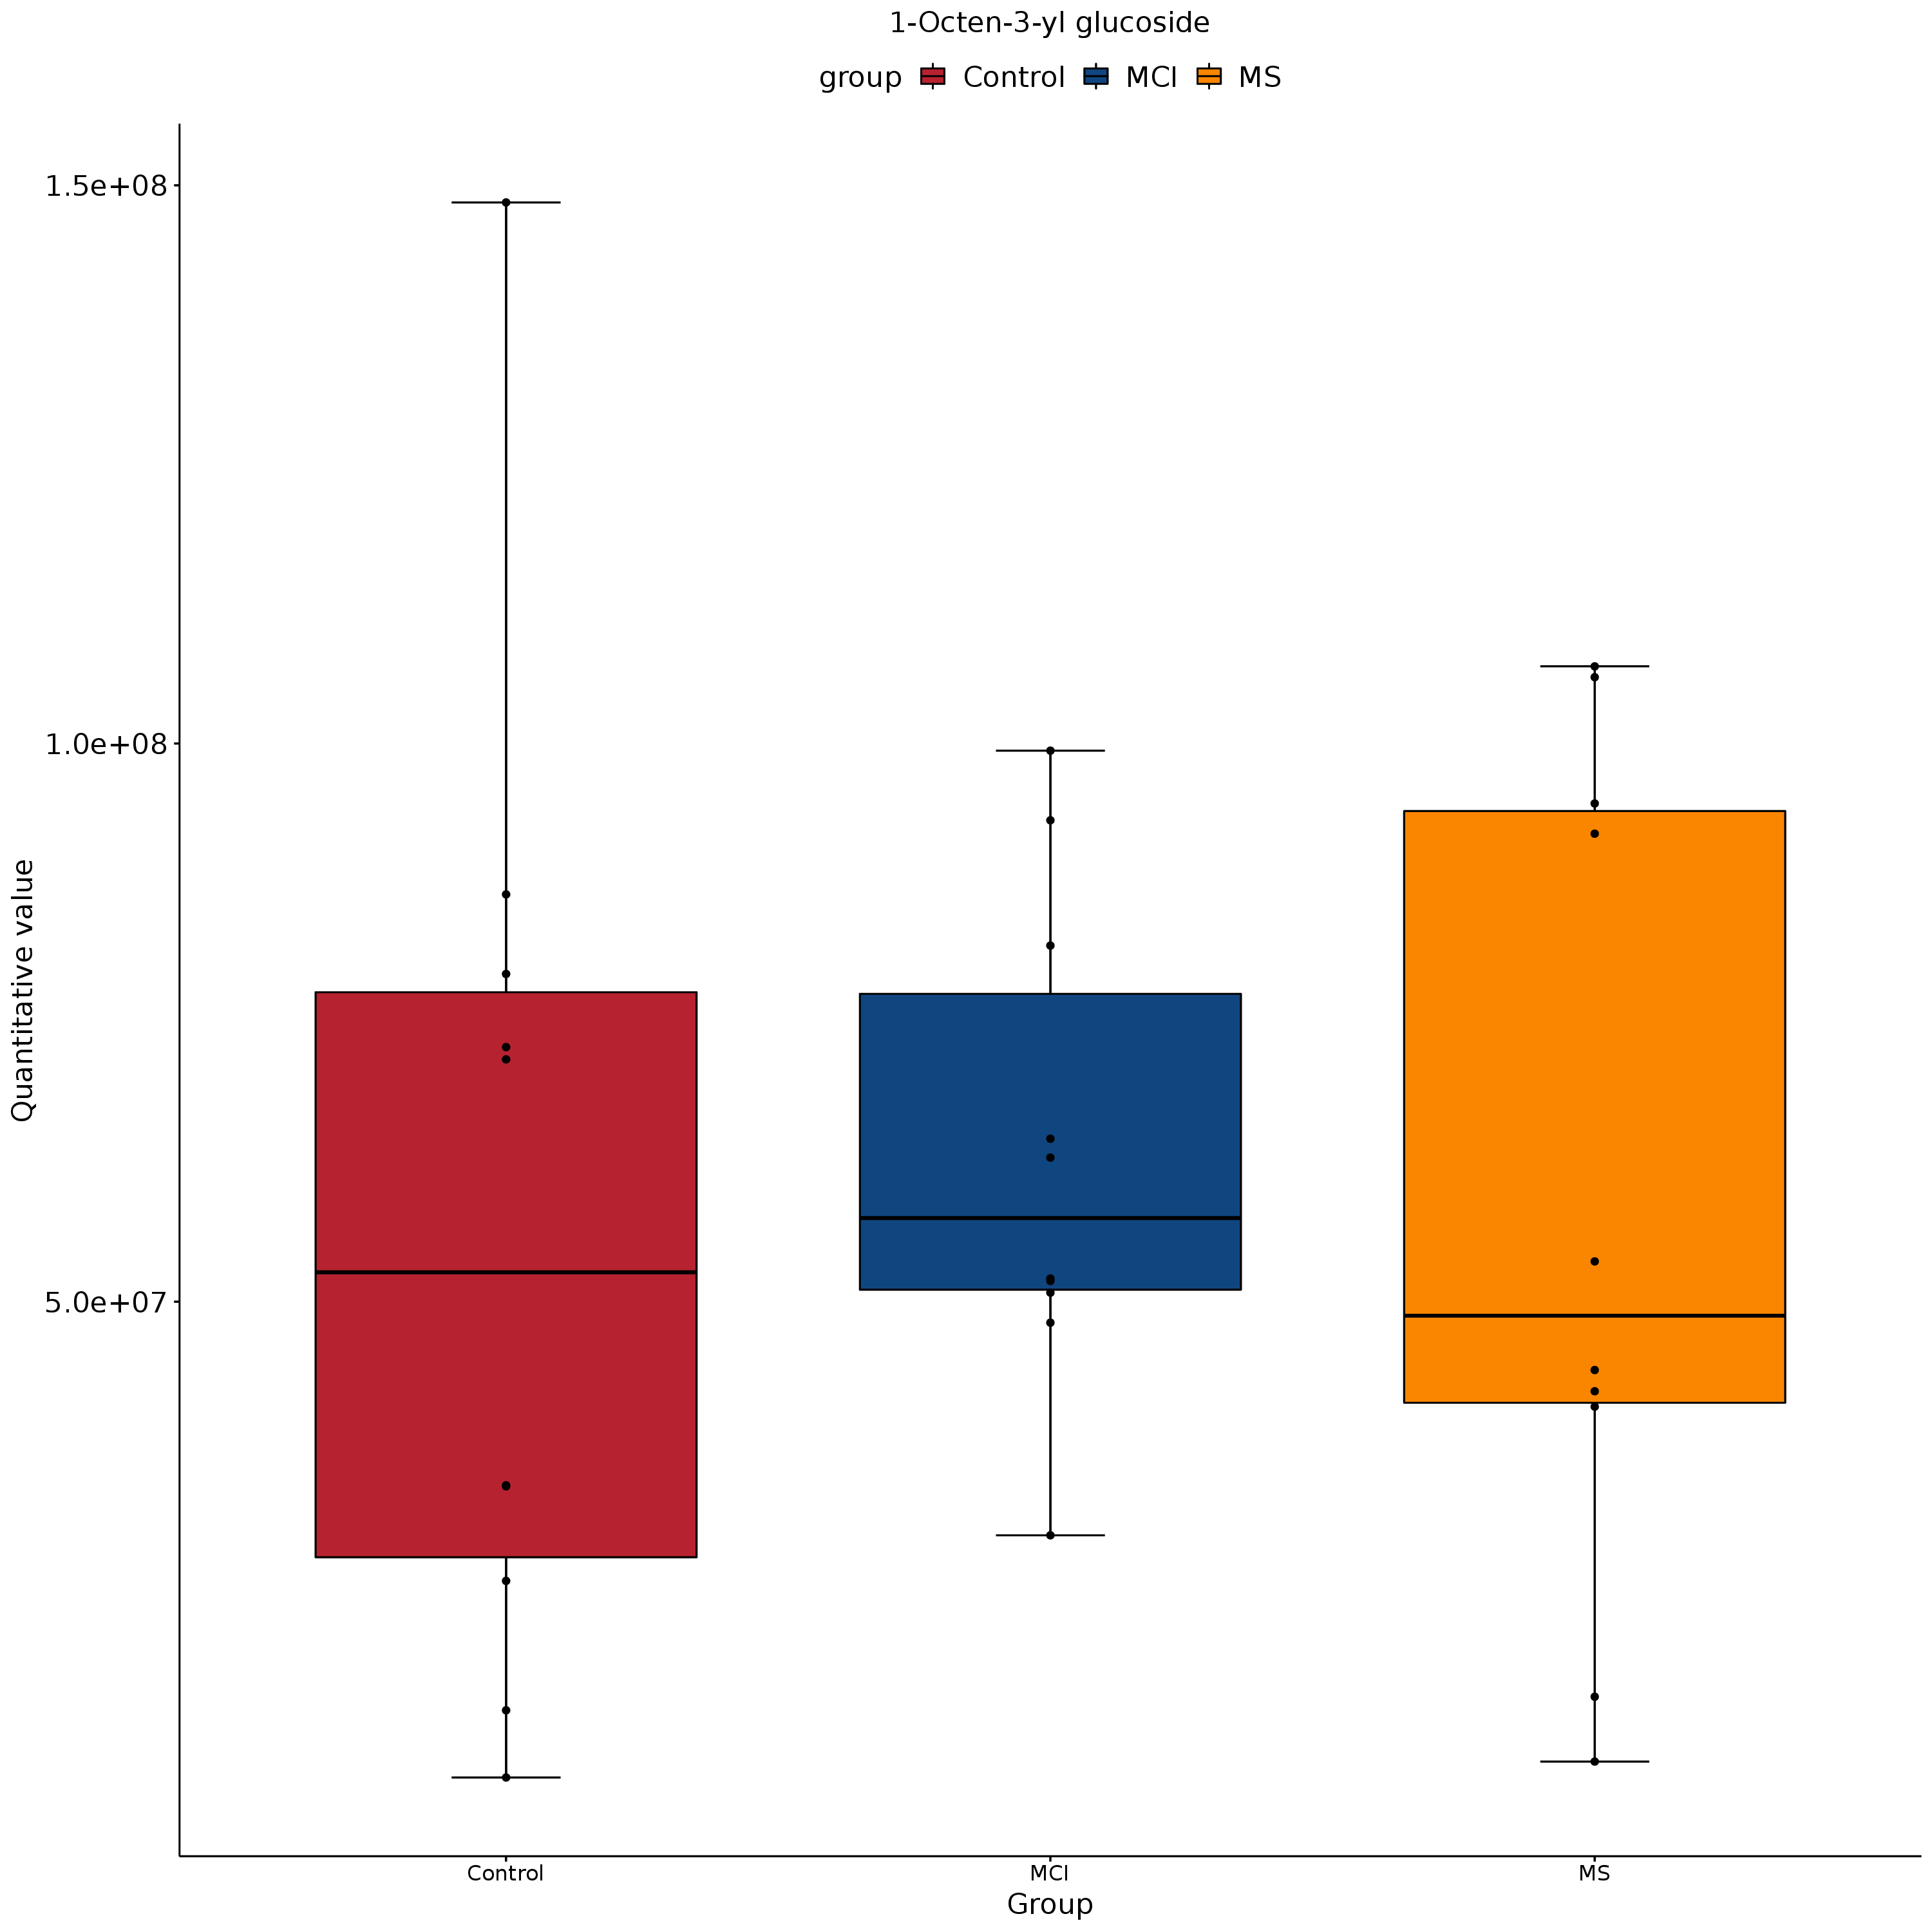 1-Octen-3-yl glucoside
group Control MCI MS
1.5e+08
1.0e+08
5.0e+07
Quantitative value
Control MCI MS
Group